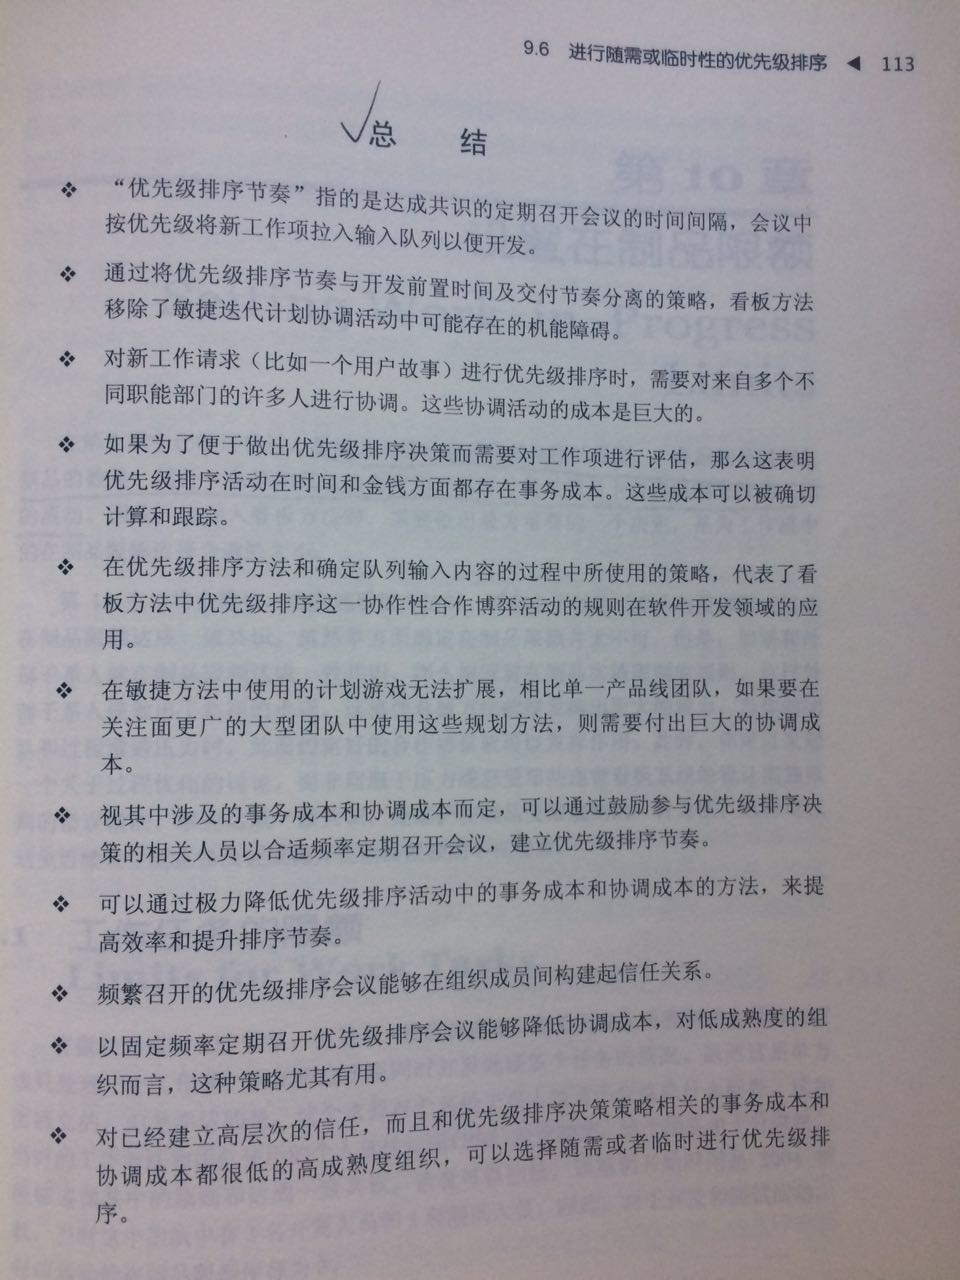 9.6 进行随需或临时性的优先级排序 ◀ 113
总 结
❖ “优先级排序节奏”指的是达成共识的定期召开会议的时间间隔，会议中
按优先级将新工作项拉入输入队列以便开发。
❖ 通过将优先级排序节奏与开发前置时间及交付节奏分离的策略，看板方法
移除了敏捷迭代计划协调活动中可能存在的机能障碍。
❖ 对新工作请求（比如一个用户故事）进行优先级排序时，需要对来自多个不
同职能部门的许多人进行协调。这些协调活动的成本是巨大的。
❖ 如果为了便于做出优先级排序决策而需要对工作项进行评估，那么这表明
优先级排序活动在时间和金钱方面都存在事务成本。这些成本可以被确切
计算和跟踪。
❖ 在优先级排序方法和确定队列输入内容的过程中所使用的策略，代表了看
板方法中优先级排序这一协作性合作博弈活动的规则在软件开发领域的应
用。
❖ 在敏捷方法中使用的计划游戏无法扩展，相比单一产品线团队，如果要在
关注面更广的大型团队中使用这些规划方法，则需要付出巨大的协调成
本。
❖ 视其中涉及的事务成本和协调成本而定，可以通过鼓励参与优先级排序决
策的相关人员以合适频率定期召开会议，建立优先级排序节奏。
❖ 可以通过极力降低优先级排序活动中的事务成本和协调成本的方法，来提
高效率和提升排序节奏。
❖ 频繁召开的优先级排序会议能够在组织成员间构建起信任关系。
❖ 以固定频率定期召开优先级排序会议能够降低协调成本，对低成熟度的组
织而言，这种策略尤其有用。
❖ 对已经建立高层次的信任，而且和优先级排序决策策略相关的事务成本和
协调成本都很低的高成熟度组织，可以选择随需或者临时进行优先级排
序。
第 10 章
在制品限额
Progress